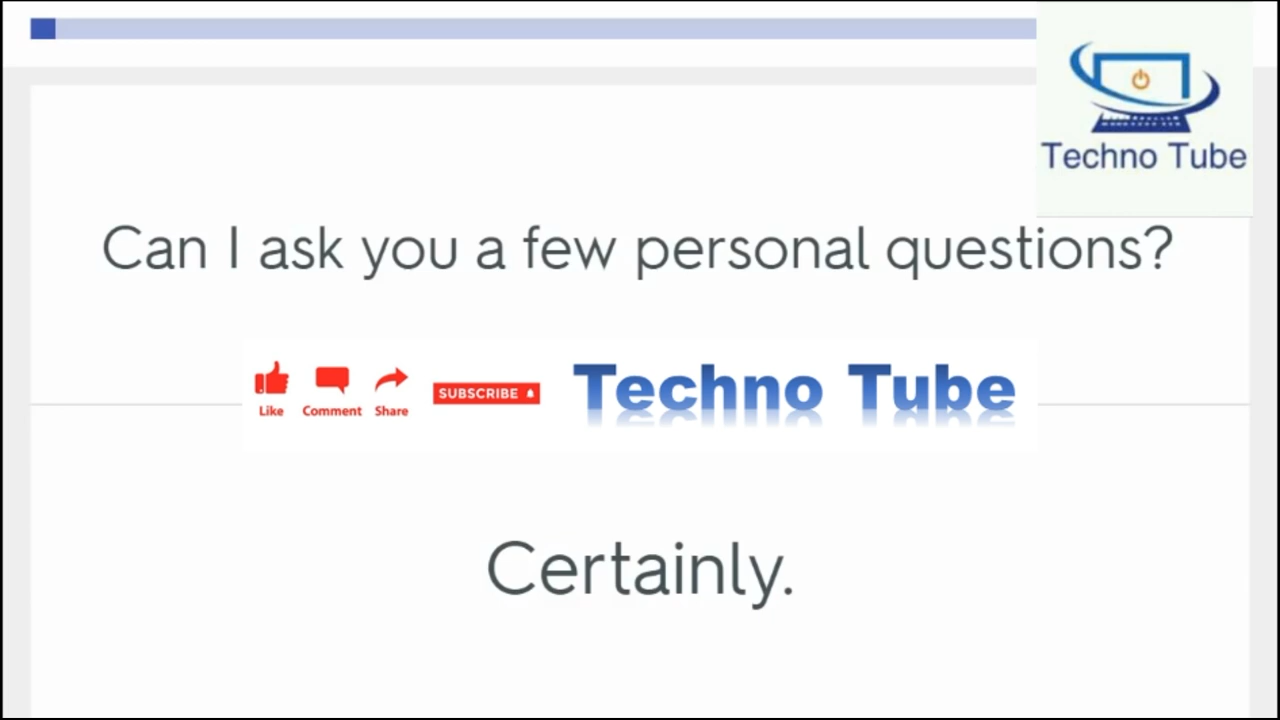 Techno Tube
Can I ask you a few personal questions?
Like Comment Share SUBSCRIBE Techno Tube
Certainly.